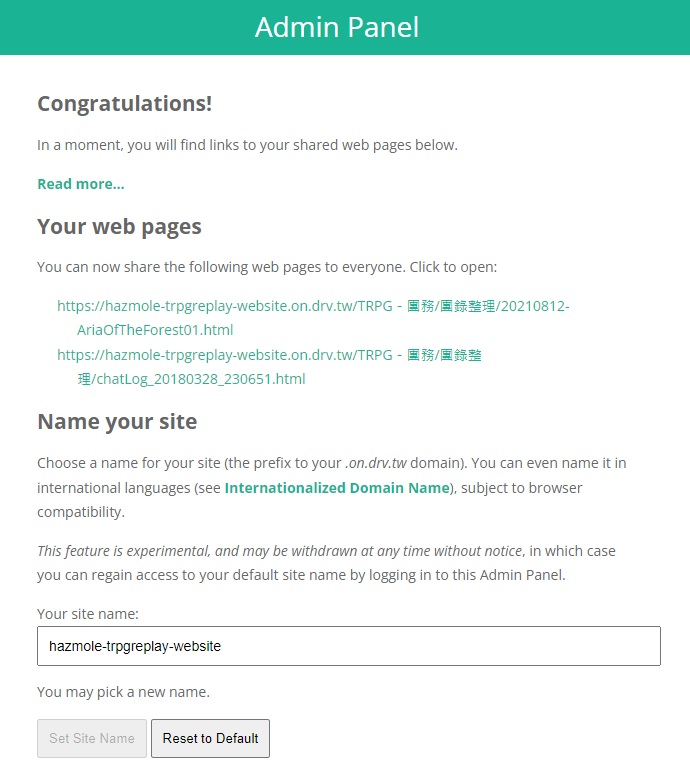 Admin Panel
Congratulations!
In a moment, you will find links to your shared web pages below.
Read more...
Your web pages
You can now share the following web pages to everyone. Click to open:
https://hazmole-trpgreplay-website.on.drv.tw/TRPG - 團務/團錄整理/20210812-
AriaOfTheForest01.html
https://hazmole-trpgreplay-website.on.drv.tw/TRPG - 團務/團錄整
理/chatLog_20180328_230651.html
Name your site
Choose a name for your site (the prefix to your .on.drv.tw domain). You can even name it in
international languages (see Internationalized Domain Name), subject to browser
compatibility.
This feature is experimental, and may be withdrawn at any time without notice, in which case
you can regain access to your default site name by logging in to this Admin Panel.
Your site name:
hazmole-trpgreplay-website
You may pick a new name.
Set Site Name Reset to Default